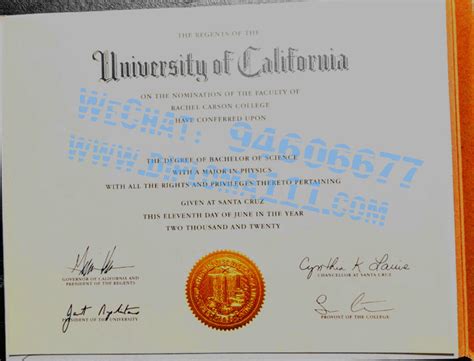 THE REGENTS OF THE
University of California
ON THE NOMINATION OF THE FACULTY OF
RACHEL CARSON COLLEGE
HAVE CONFERRED UPON
WeChat: 94606677
THE DEGREE OF BACHELOR OF SCIENCE
WITH A MAJOR IN PHYSICS
WITH ALL THE RIGHTS AND PRIVILEGES THERETO PERTAINING
GIVEN AT SANTA CRUZ
THIS ELEVENTH DAY OF JUNE IN THE YEAR
TWO THOUSAND AND TWENTY
GOVERNOR OF CALIFORNIA AND
PRESIDENT OF THE REGENTS
Cynthia K Larive
CHANCELLOR AT SANTA CRUZ
PRESIDENT OF THE UNIVERSITY
PROVOST OF THE COLLEGE